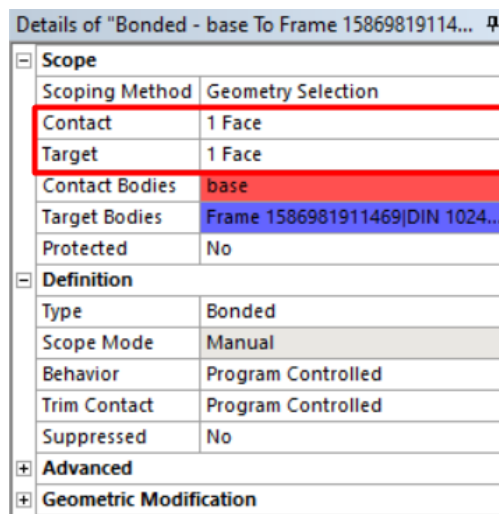 Details of "Bonded - base To Frame 15869819114...
Scope
Scoping Method Geometry Selection
Contact 1 Face
Target 1 Face
Contact Bodies base
Target Bodies Frame 1586981911469|DIN 1024...
Protected No
Definition
Type Bonded
Scope Mode Manual
Behavior Program Controlled
Trim Contact Program Controlled
Suppressed No
Advanced
Geometric Modification